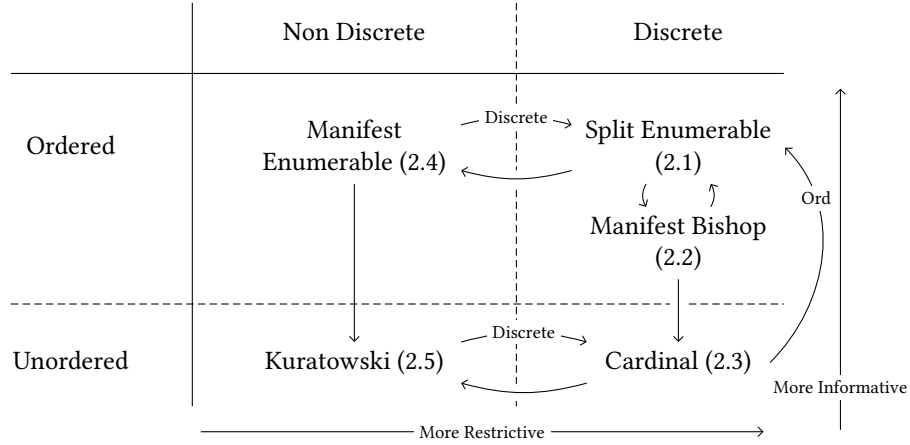 Non Discrete
Discrete
Ordered
Manifest
Enumerable (2.4)
Discrete
Split Enumerable
(2.1)
Manifest Bishop
(2.2)
Ord
Unordered
Kuratowski (2.5)
Discrete
Cardinal (2.3)
More Informative
More Restrictive